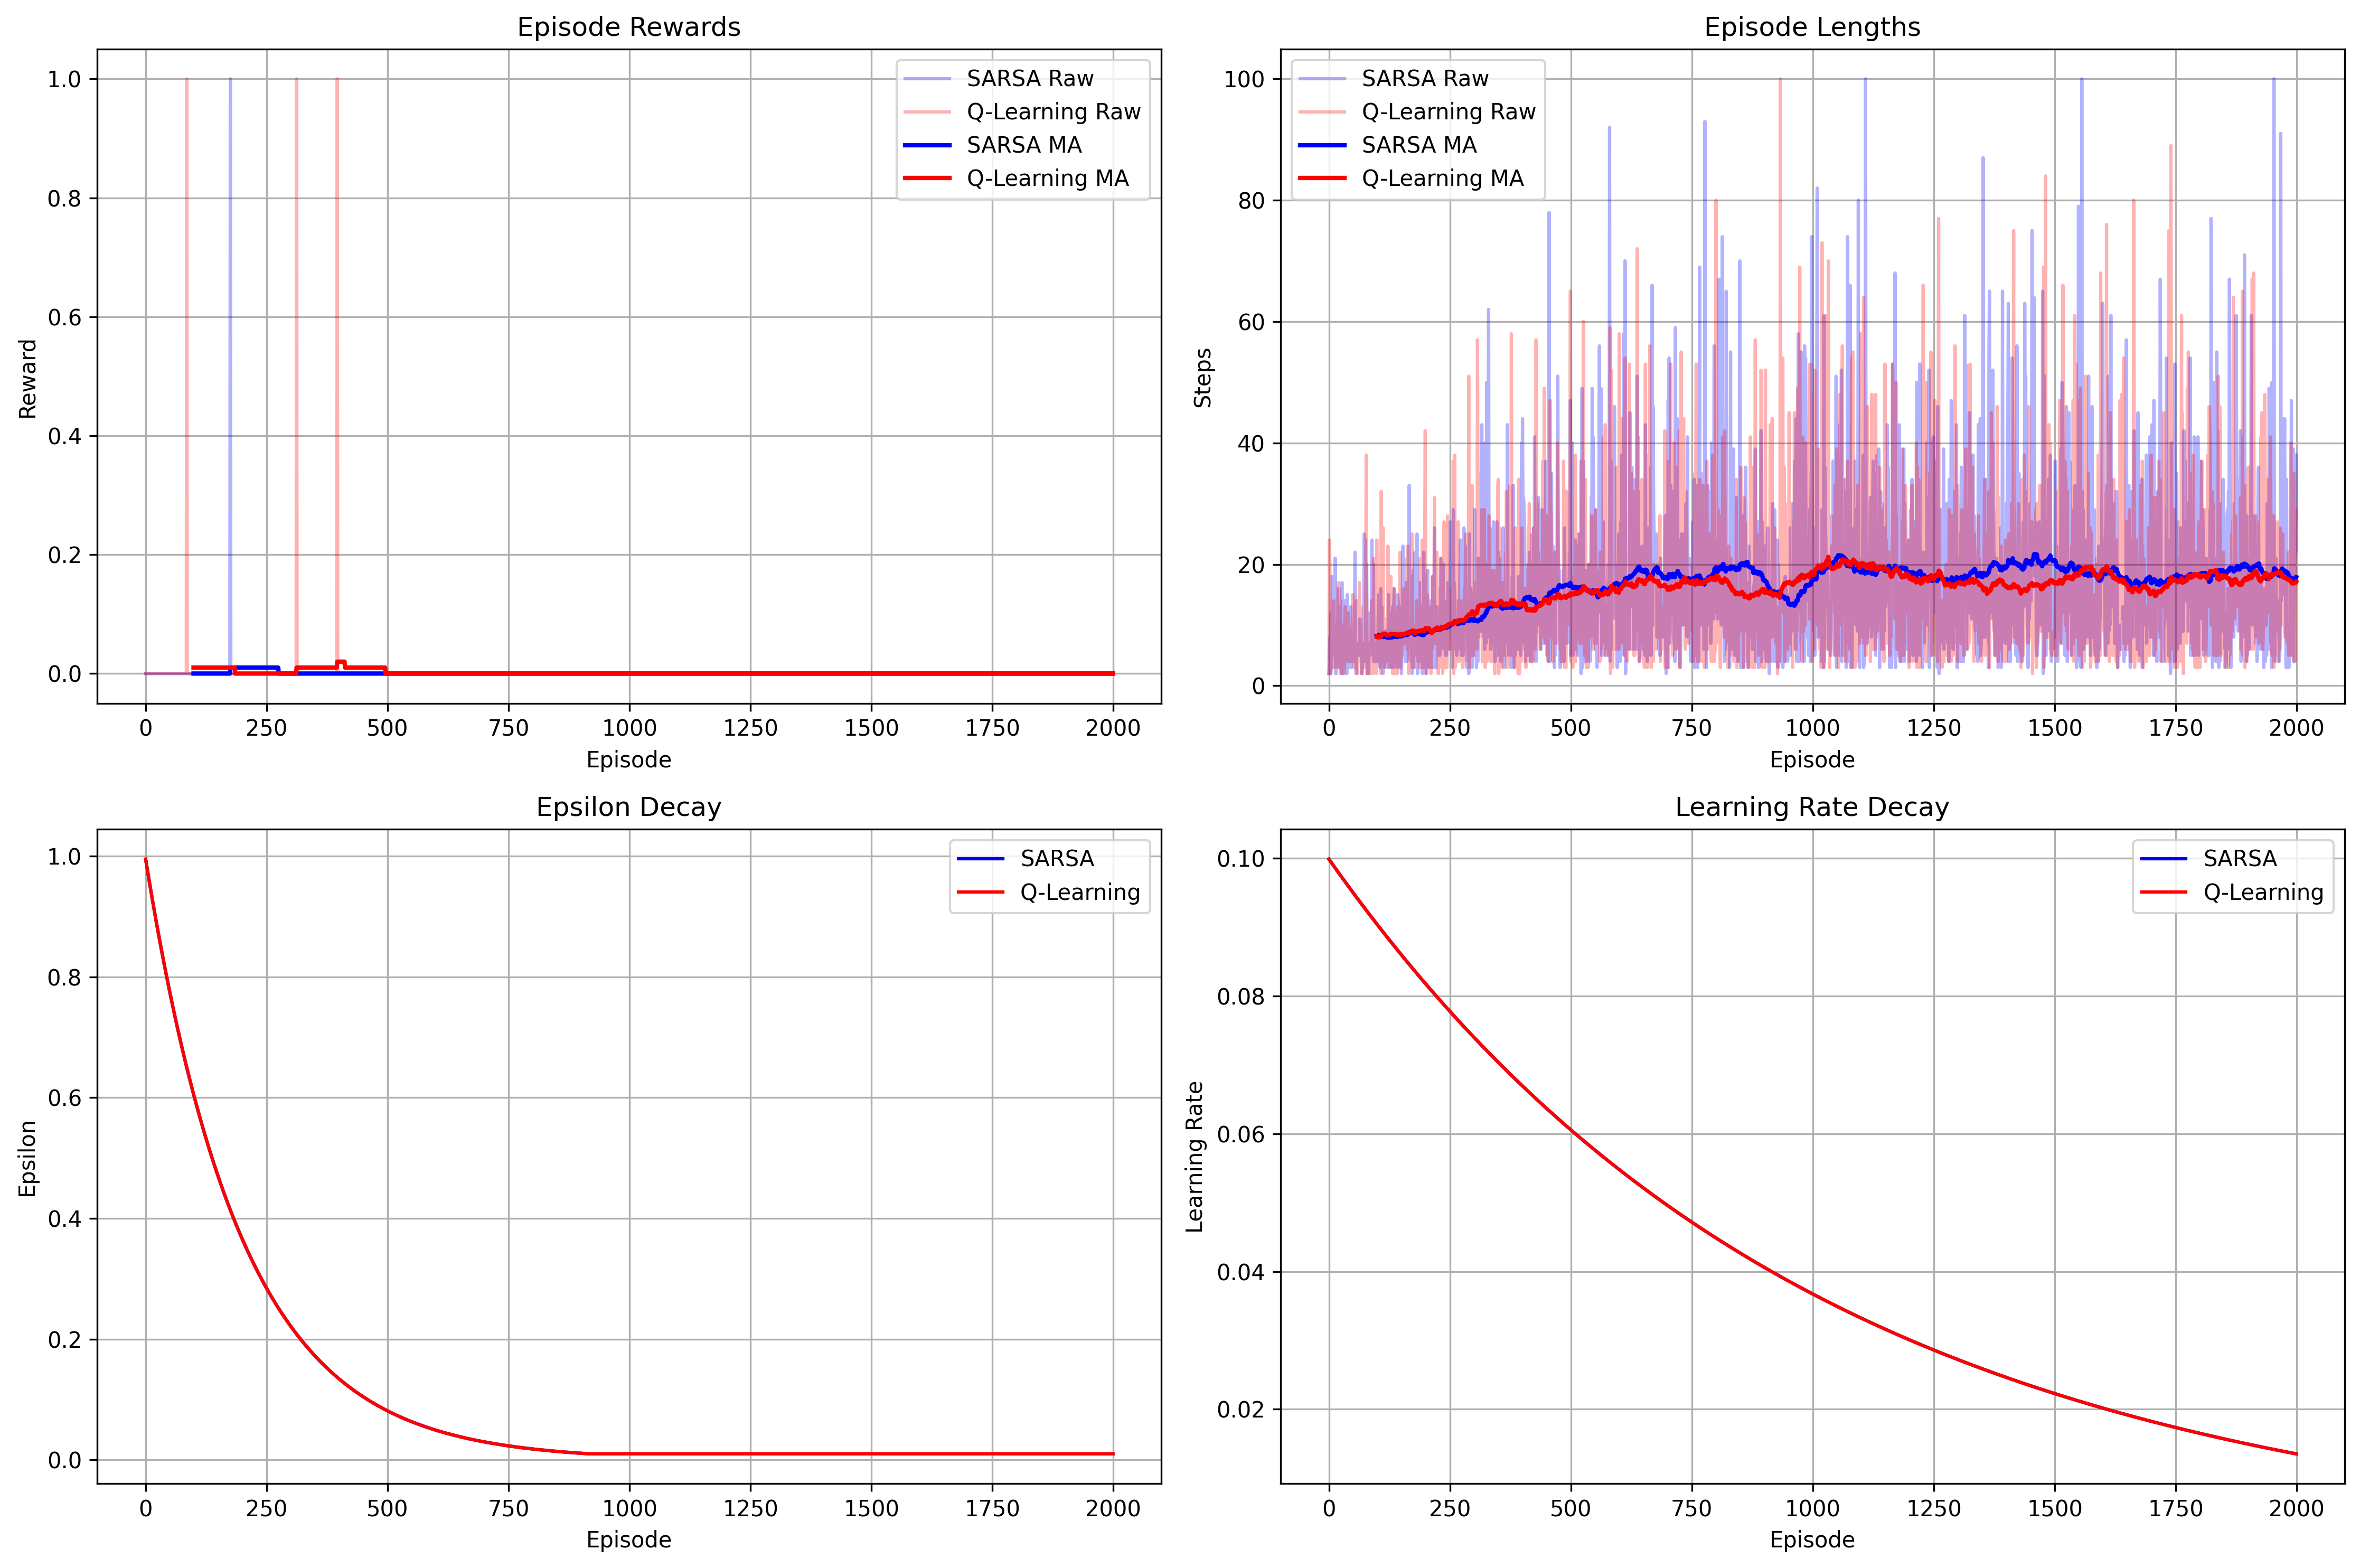 Episode Rewards
1.0
0.8
0.6
0.4
0.2
0.0
Reward
SARSA Raw
Q-Learning Raw
SARSA MA
Q-Learning MA
0 250 500 750 1000 1250 1500 1750 2000
Episode
Episode Lengths
100
80
60
40
20
0
Steps
SARSA Raw
Q-Learning Raw
SARSA MA
Q-Learning MA
0 250 500 750 1000 1250 1500 1750 2000
Episode
Epsilon Decay
1.0
0.8
0.6
0.4
0.2
0.0
Epsilon
SARSA
Q-Learning
0 250 500 750 1000 1250 1500 1750 2000
Episode
Learning Rate Decay
0.10
0.08
0.06
0.04
0.02
Learning Rate
SARSA
Q-Learning
0 250 500 750 1000 1250 1500 1750 2000
Episode